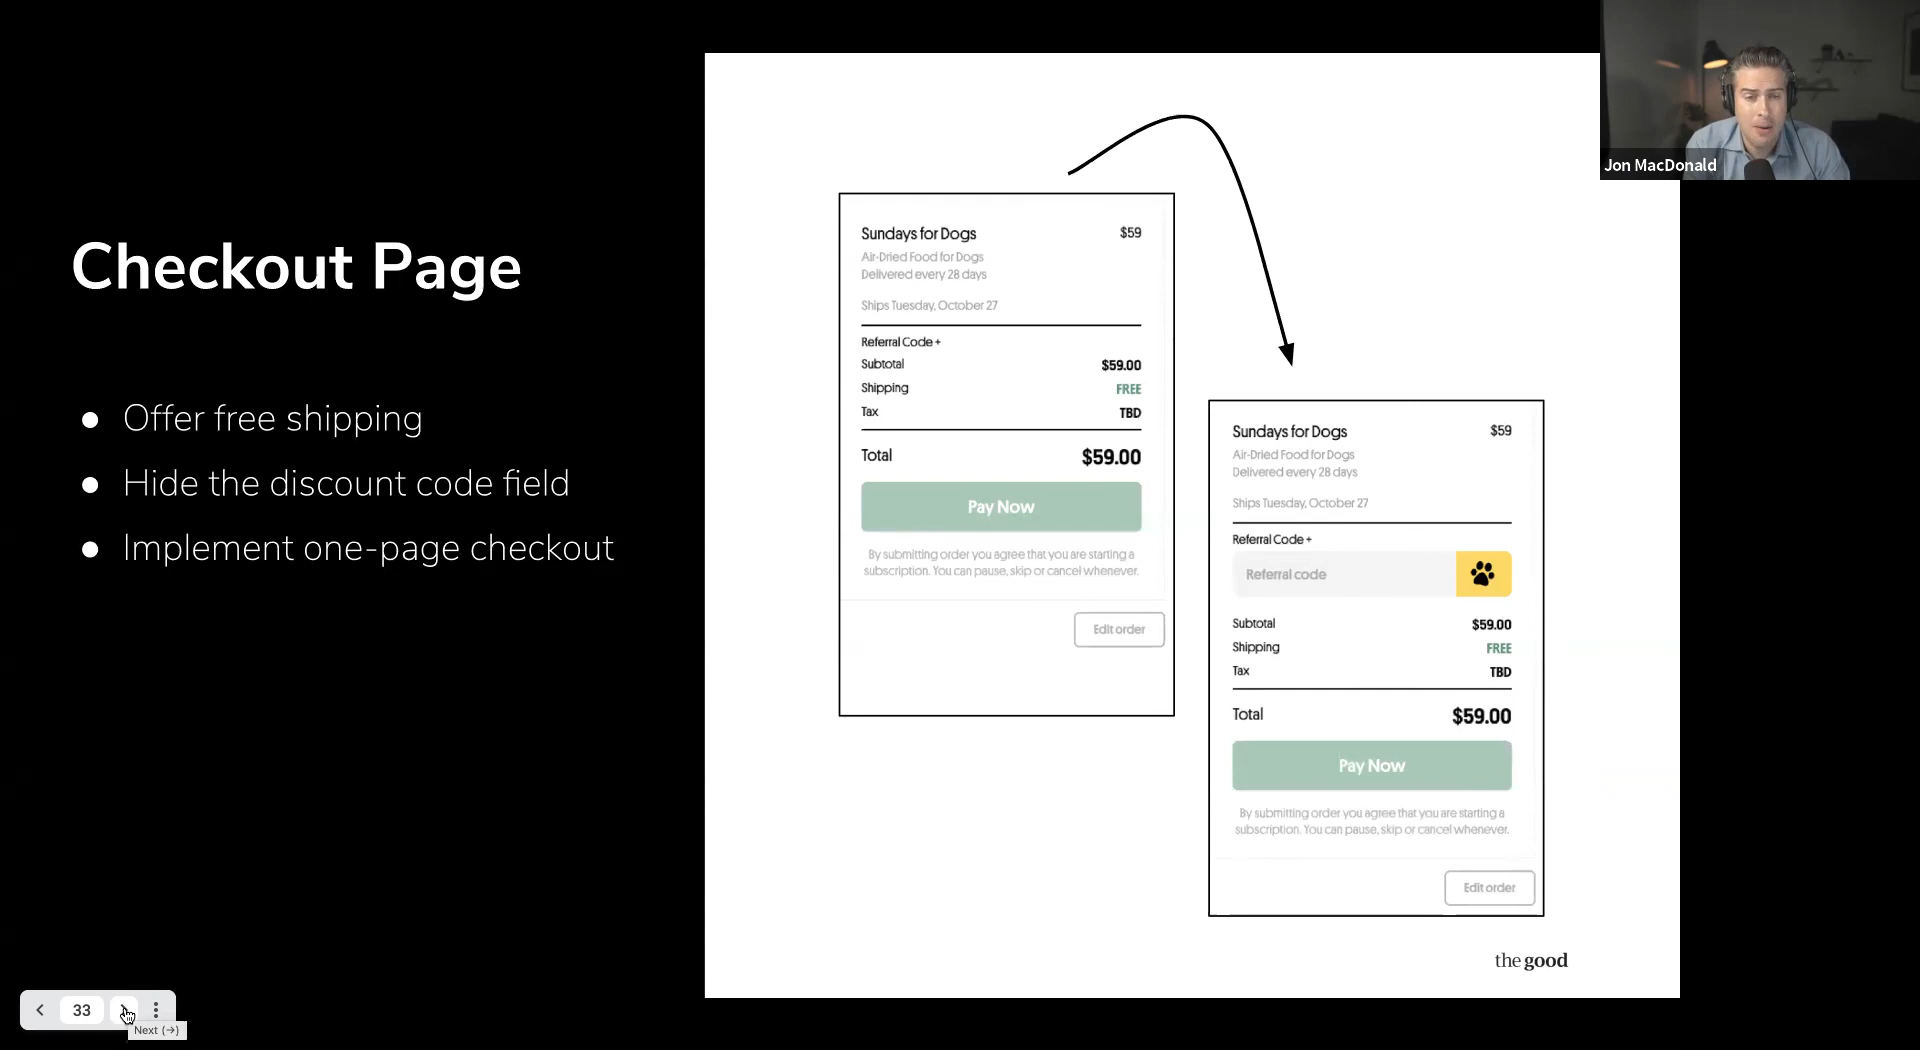 Jon MacDonald
Checkout Page
● Offer free shipping
● Hide the discount code field
● Implement one-page checkout
Sundays for Dogs $59
Air-Dried Food for Dogs
Delivered every 28 days
Ships Tuesday, October 27
Referral Code +
Subtotal $59.00
Shipping FREE
Tax TBD
Total $59.00
Pay Now
By submitting order you agree that you are starting a
subscription. You can pause, skip or cancel whenever.
Edit order
Sundays for Dogs $59
Air-Dried Food for Dogs
Delivered every 28 days
Ships Tuesday, October 27
Referral Code +
Referral code
Subtotal $59.00
Shipping FREE
Tax TBD
Total $59.00
Pay Now
By submitting order you agree that you are starting a
subscription. You can pause, skip or cancel whenever.
Edit order
the good
33
Next (→)